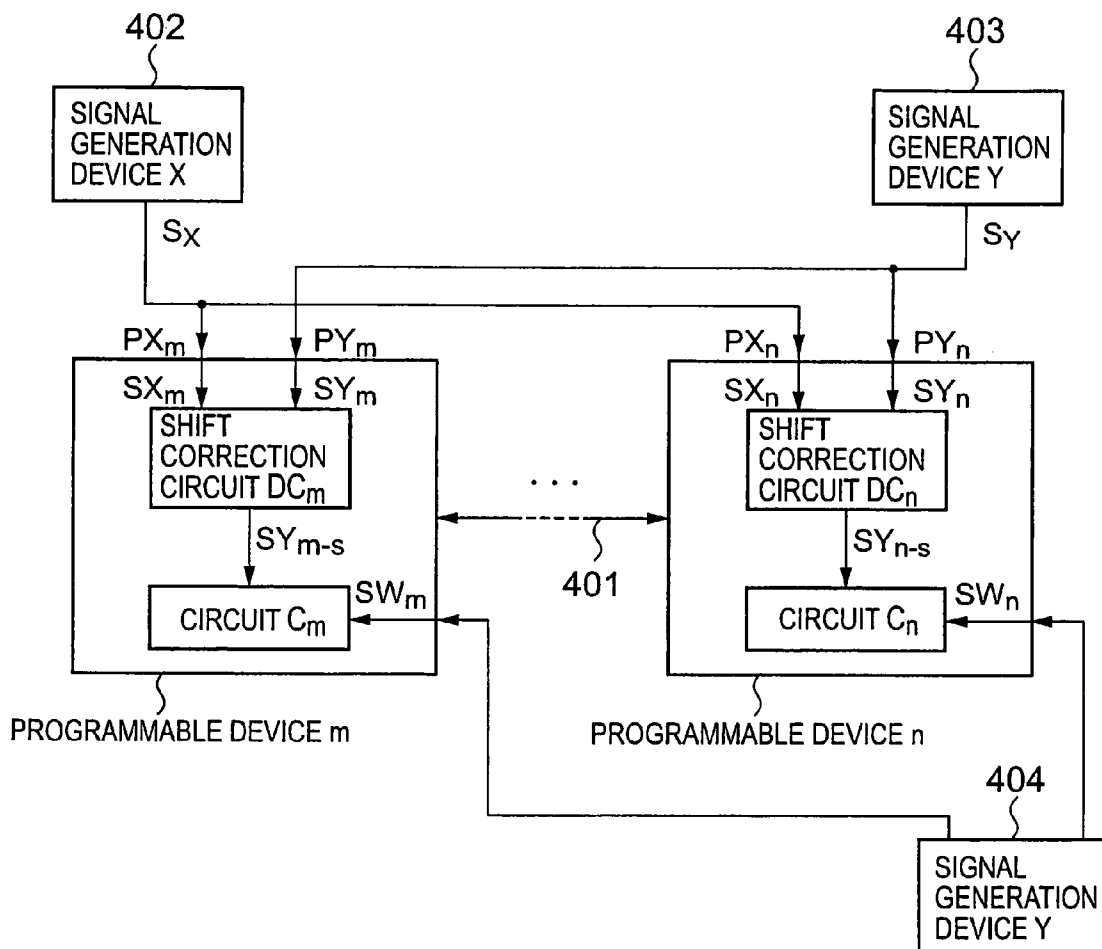 402
403
SIGNAL
GENERATION
DEVICE X
SIGNAL
GENERATION
DEVICE Y
SX
SY
PXm
PYm
PXn
PYn
SXm
SYm
SXn
SYn
SHIFT
CORRECTION
CIRCUIT DCm
SHIFT
CORRECTION
CIRCUIT DCn
. . .
SYm-s
401
SYn-s
CIRCUIT Cm
SWm
CIRCUIT Cn
SWn
PROGRAMMABLE DEVICE m
PROGRAMMABLE DEVICE n
404
SIGNAL
GENERATION
DEVICE Y